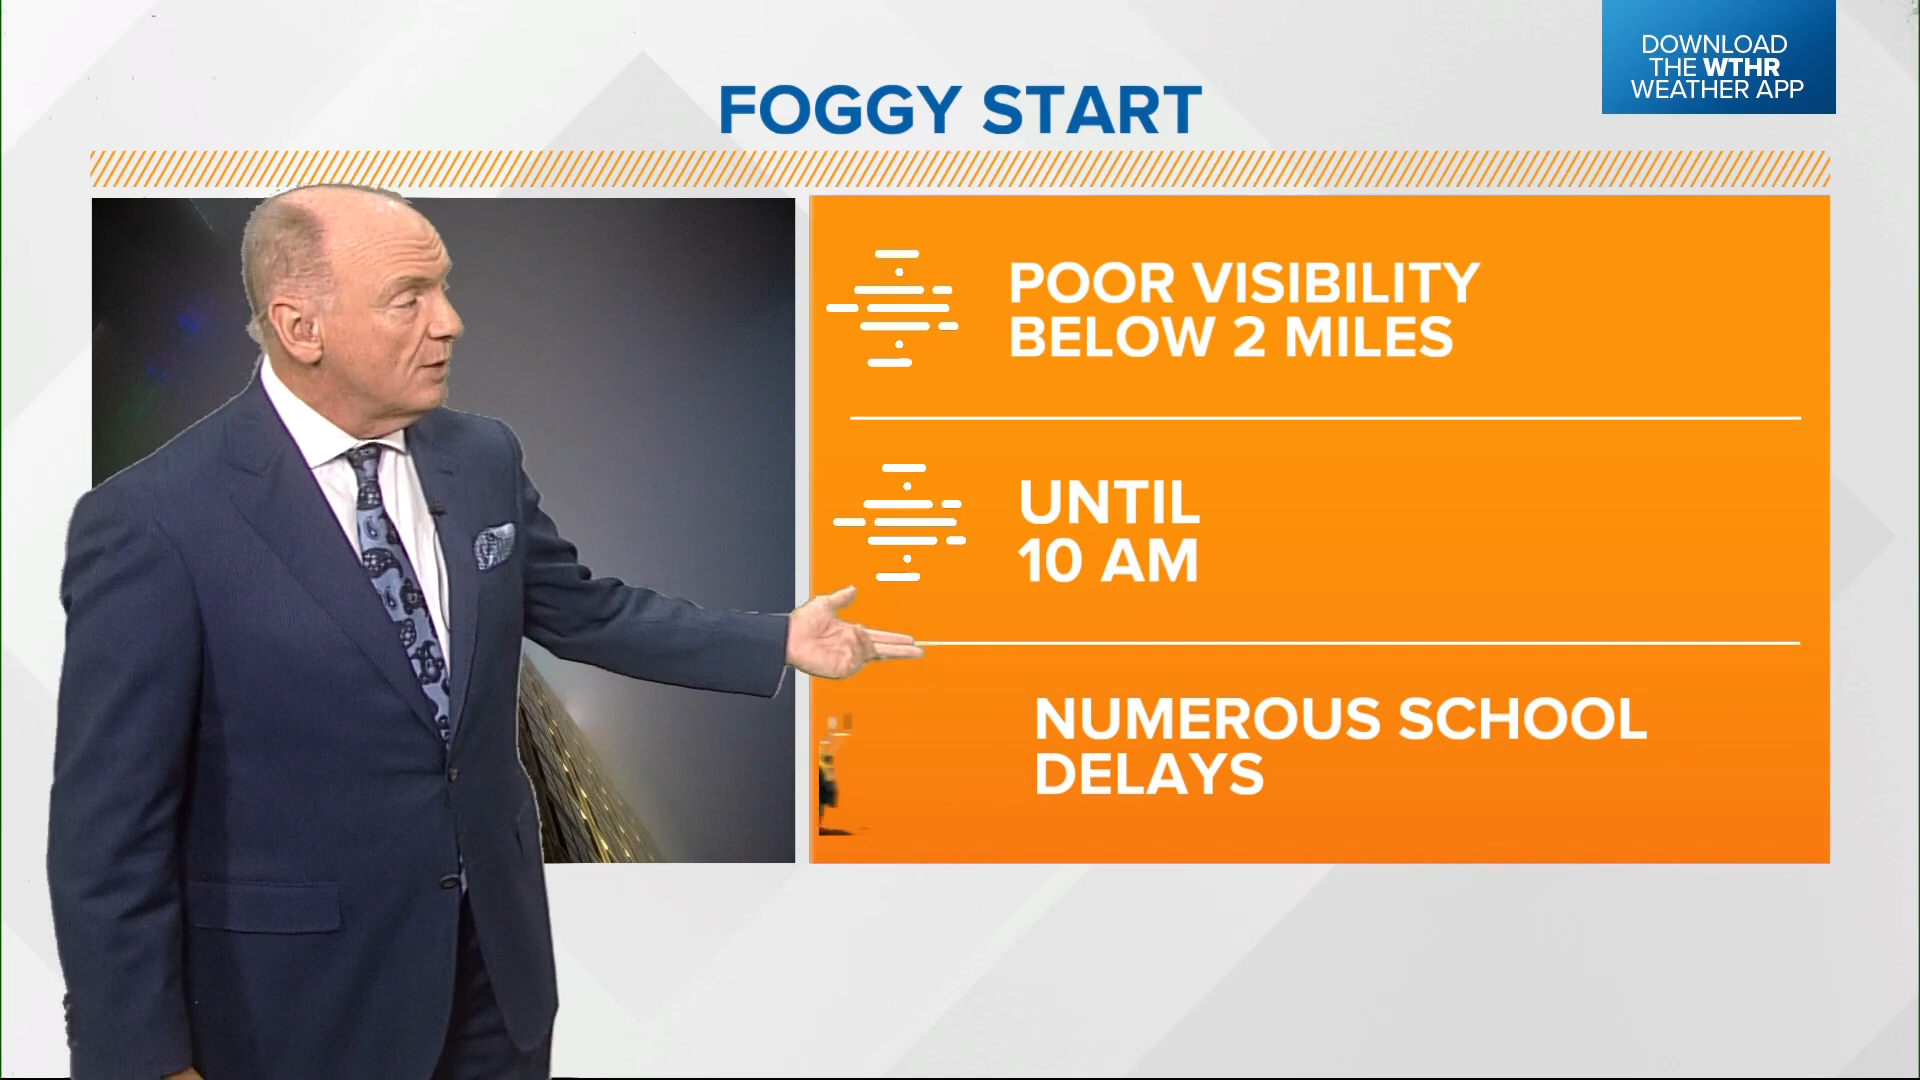 DOWNLOAD
THE WTHR
WEATHER APP
FOGGY START
POOR VISIBILITY
BELOW 2 MILES
UNTIL
10 AM
NUMEROUS SCHOOL
DELAYS